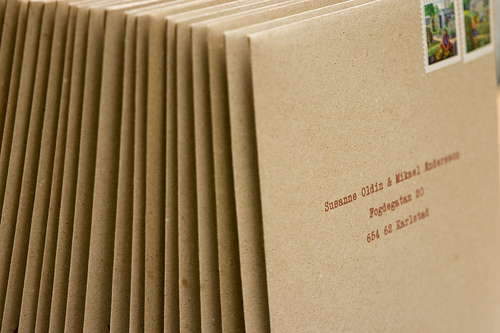 Susanne Oldin & Mikael Andersson
Fogdegatan 20
654 62 Karlstad